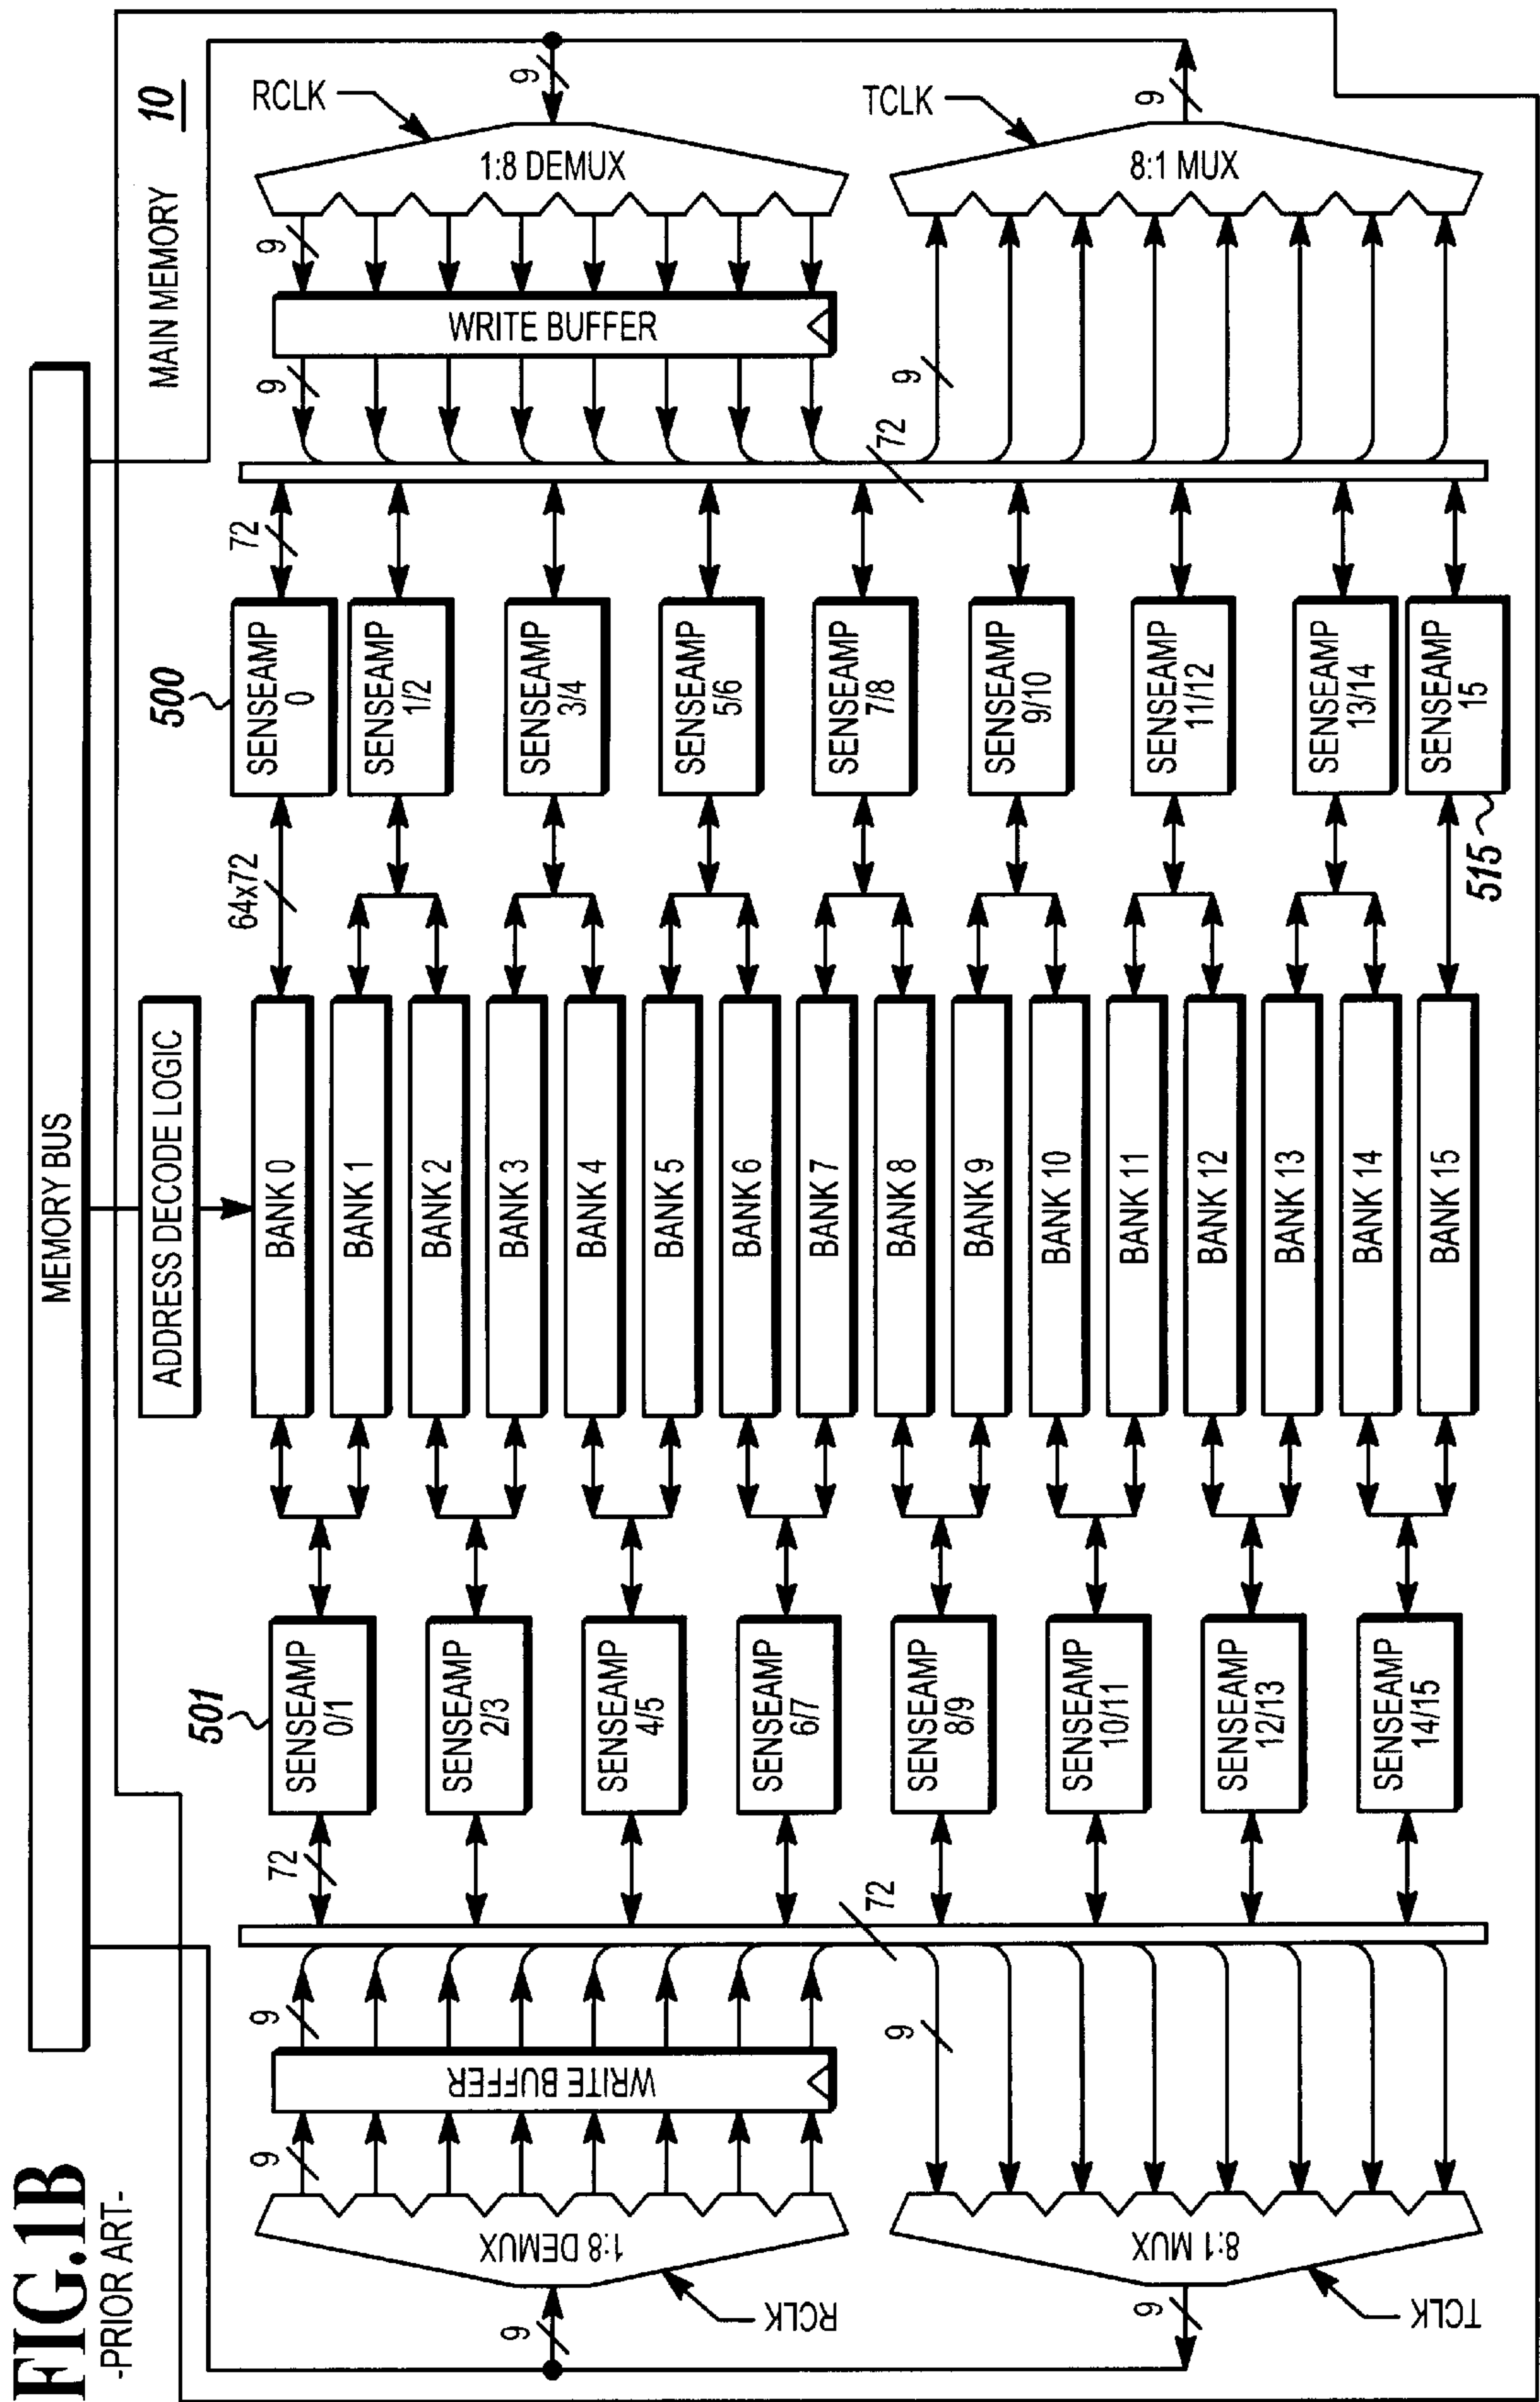 FIG.1B
-PRIOR ART-
MEMORY BUS
MAIN MEMORY
10
ADDRESS DECODE LOGIC
RCLK
9
1:8 DEMUX
9
WRITE BUFFER
9
72
TCLK
9
8:1 MUX
9
501
72
SENSEAMP
0/1
SENSEAMP
2/3
SENSEAMP
4/5
SENSEAMP
6/7
SENSEAMP
8/9
SENSEAMP
10/11
SENSEAMP
12/13
SENSEAMP
14/15
BANK 0
BANK 1
BANK 2
BANK 3
BANK 4
BANK 5
BANK 6
BANK 7
BANK 8
BANK 9
BANK 10
BANK 11
BANK 12
BANK 13
BANK 14
BANK 15
64x72
500
72
SENSEAMP
0
SENSEAMP
1/2
SENSEAMP
3/4
SENSEAMP
5/6
SENSEAMP
7/8
SENSEAMP
9/10
SENSEAMP
11/12
SENSEAMP
13/14
SENSEAMP
15
515
72
9
WRITE BUFFER
9
1:8 DEMUX
9
RCLK
9
8:1 MUX
9
TCLK